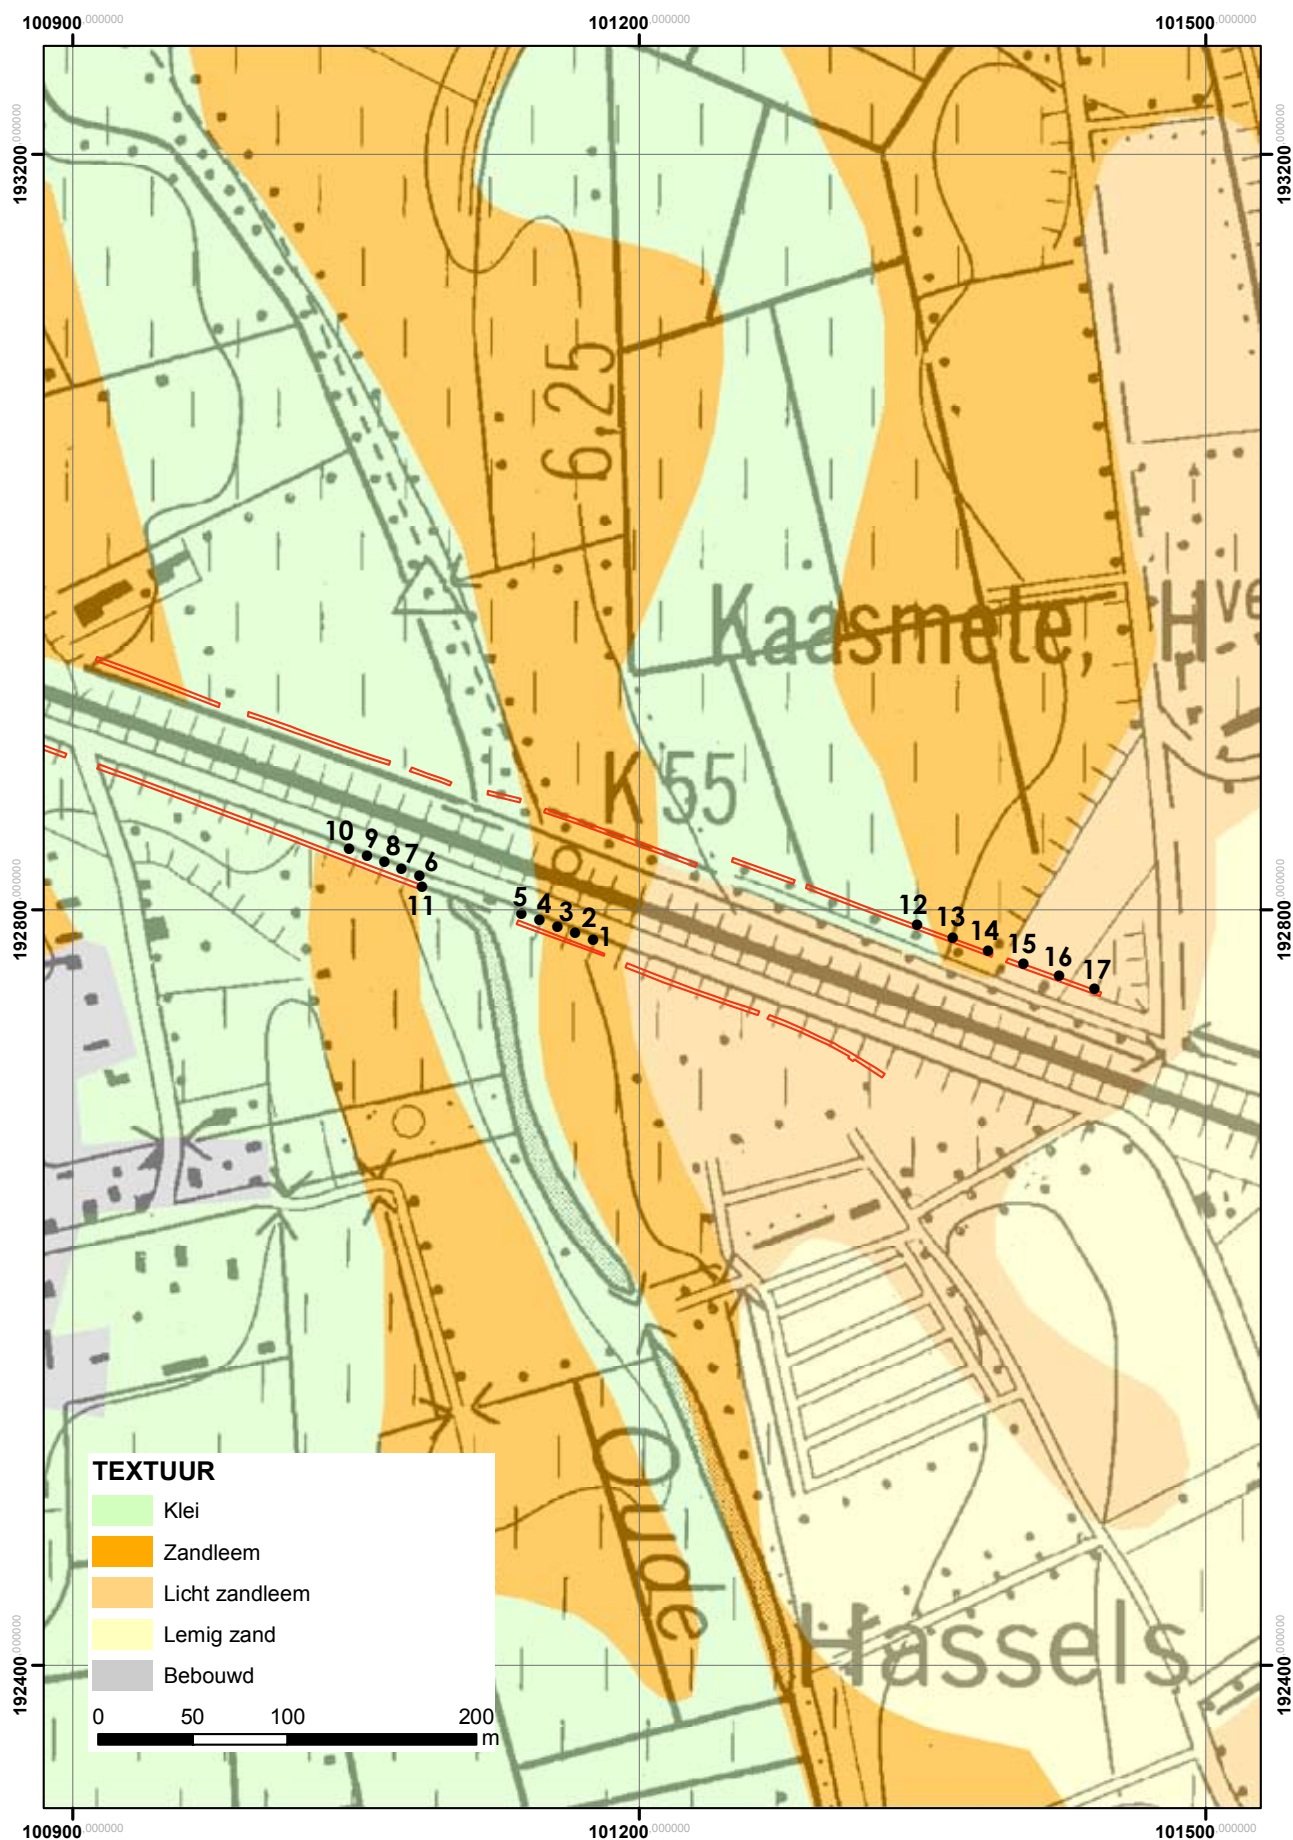 100900,000000 101200,000000 101500,000000
193200,000000 193200,000000
6,25
Kaasmete, Hve
K 55
10 9 8 7 6
11
5 4 3 2 1
12 13 14 15 16 17
192800,000000 192800,000000
Oude
Hassels
TEXTUUR
Klei
Zandleem
Licht zandleem
Lemig zand
Bebouwd
0 50 100 200
m
192400,000000 192400,000000
100900,000000 101200,000000 101500,000000